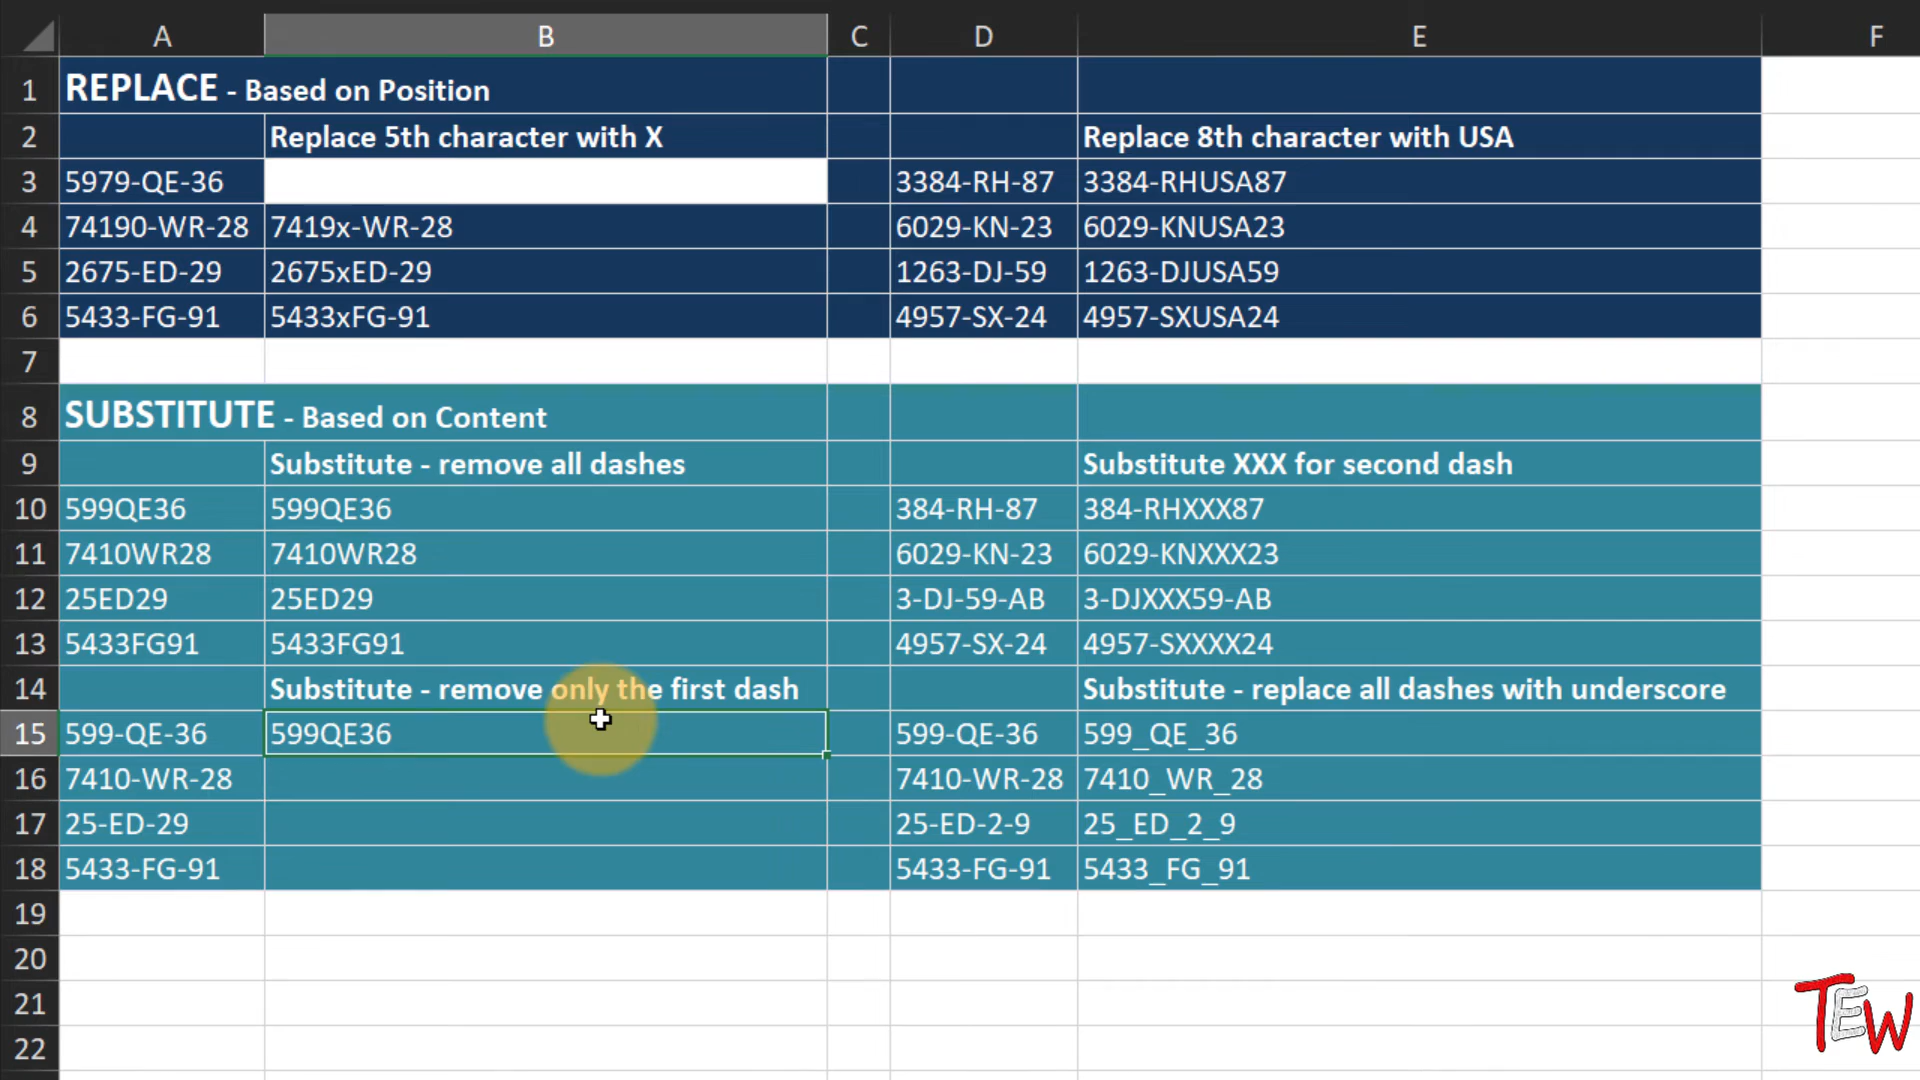 A B C D E F
1 REPLACE - Based on Position
2 Replace 5th character with X Replace 8th character with USA
3 5979-QE-36 3384-RH-87 3384-RHUSA87
4 74190-WR-28 7419x-WR-28 6029-KN-23 6029-KNUSA23
5 2675-ED-29 2675xED-29 1263-DJ-59 1263-DJUSA59
6 5433-FG-91 5433xFG-91 4957-SX-24 4957-SXUSA24
7
8 SUBSTITUTE - Based on Content
9 Substitute - remove all dashes Substitute XXX for second dash
10 599QE36 599QE36 384-RH-87 384-RHXXX87
11 7410WR28 7410WR28 6029-KN-23 6029-KNXXX23
12 25ED29 25ED29 3-DJ-59-AB 3-DJXXX59-AB
13 5433FG91 5433FG91 4957-SX-24 4957-SXXXX24
14 Substitute - remove only the first dash Substitute - replace all dashes with underscore
15 599-QE-36 599QE36 599-QE-36 599_QE_36
16 7410-WR-28 7410-WR-28 7410_WR_28
17 25-ED-29 25-ED-2-9 25_ED_2_9
18 5433-FG-91 5433-FG-91 5433_FG_91
19
20
21
22
TEW